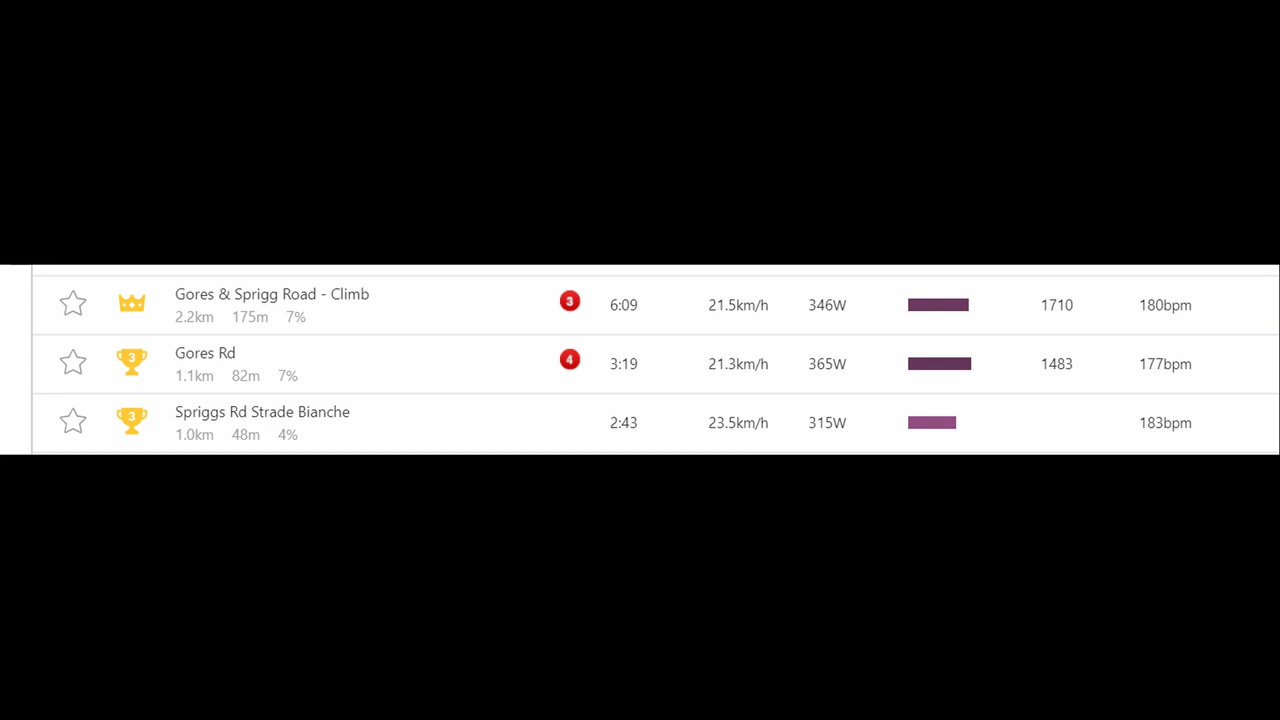 Gores & Sprigg Road - Climb 3 6:09 21.5km/h 346W 1710 180bpm
2.2km 175m 7%
3 Gores Rd 4 3:19 21.3km/h 365W 1483 177bpm
1.1km 82m 7%
3 Spriggs Rd Strade Bianche 2:43 23.5km/h 315W 183bpm
1.0km 48m 4%